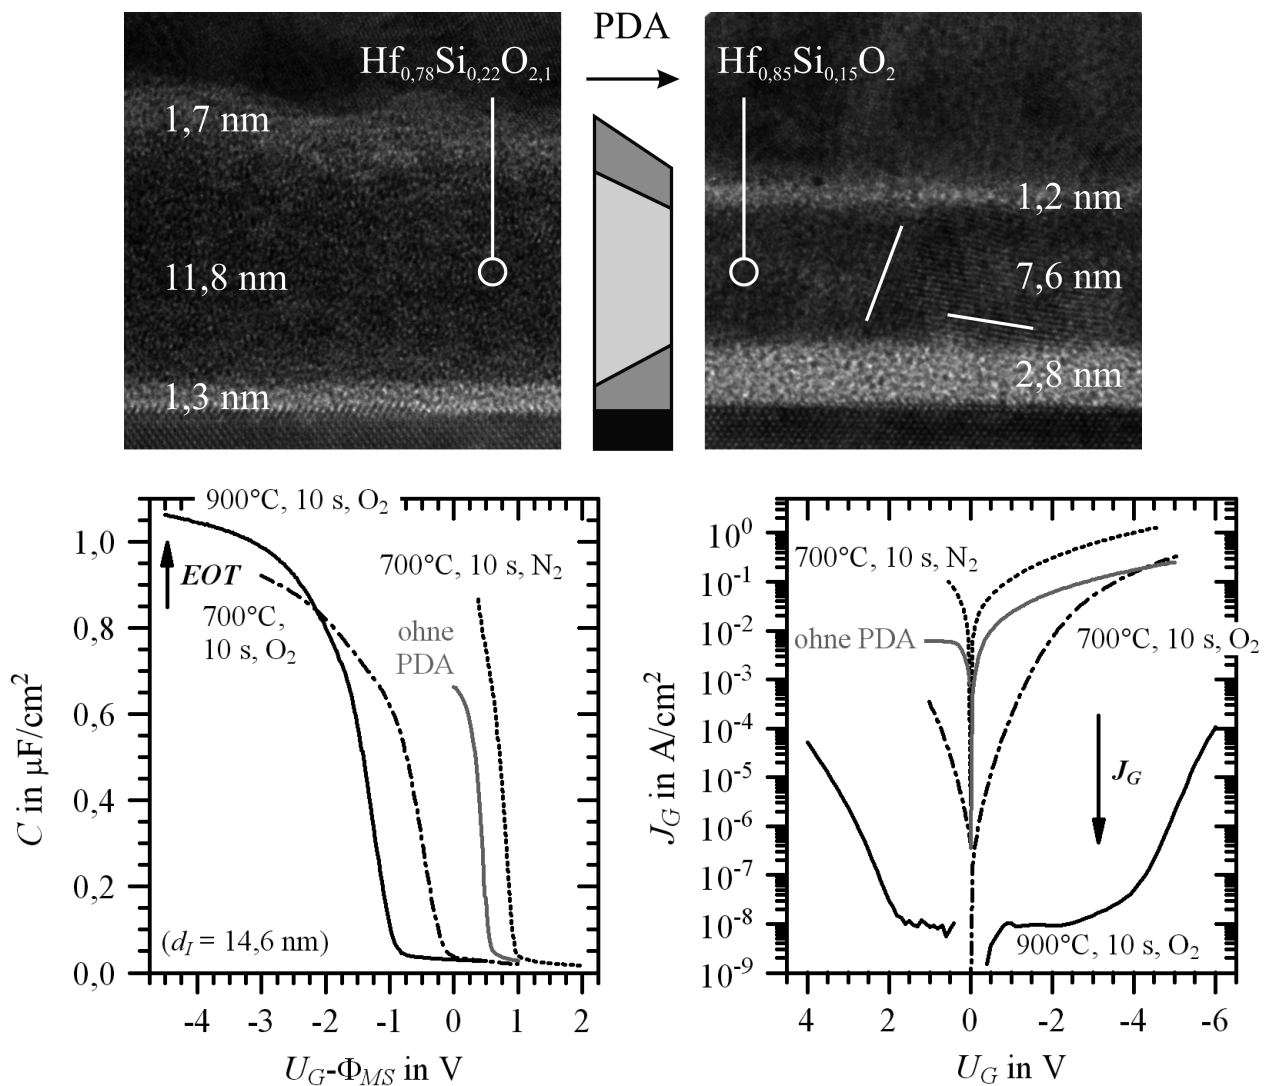 PDA
Hf0,78Si0,22O2,1
Hf0,85Si0,15O2
1,7 nm
11,8 nm
1,3 nm
1,2 nm
7,6 nm
2,8 nm
900°C, 10 s, O2
EOT
700°C,
10 s, O2
700°C, 10 s, N2
ohne
PDA
(dI = 14,6 nm)
C in µF/cm2
1,0
0,8
0,6
0,4
0,2
0,0
-4 -3 -2 -1 0 1 2
UG-ΦMS in V
700°C, 10 s, N2
ohne PDA
700°C, 10 s, O2
JG
900°C, 10 s, O2
JG in A/cm2
10^0
10^-1
10^-2
10^-3
10^-4
10^-5
10^-6
10^-7
10^-8
10^-9
4 2 0 -2 -4 -6
UG in V